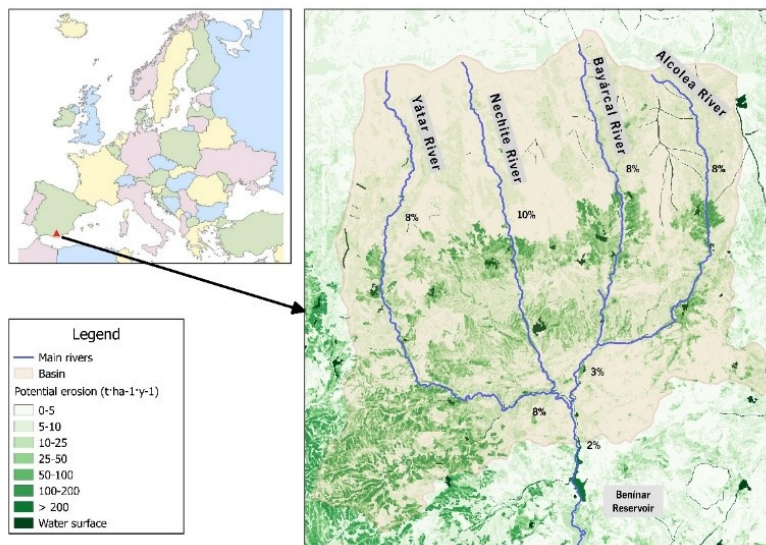 Yátar River
Nechite River
Bayárcal River
Alcolea River
8%
10%
8%
8%
3%
8%
2%
Benínar
Reservoir
Legend
Main rivers
Basin
Potential erosion (t·ha-1·y-1)
0-5
5-10
10-25
25-50
50-100
100-200
> 200
Water surface